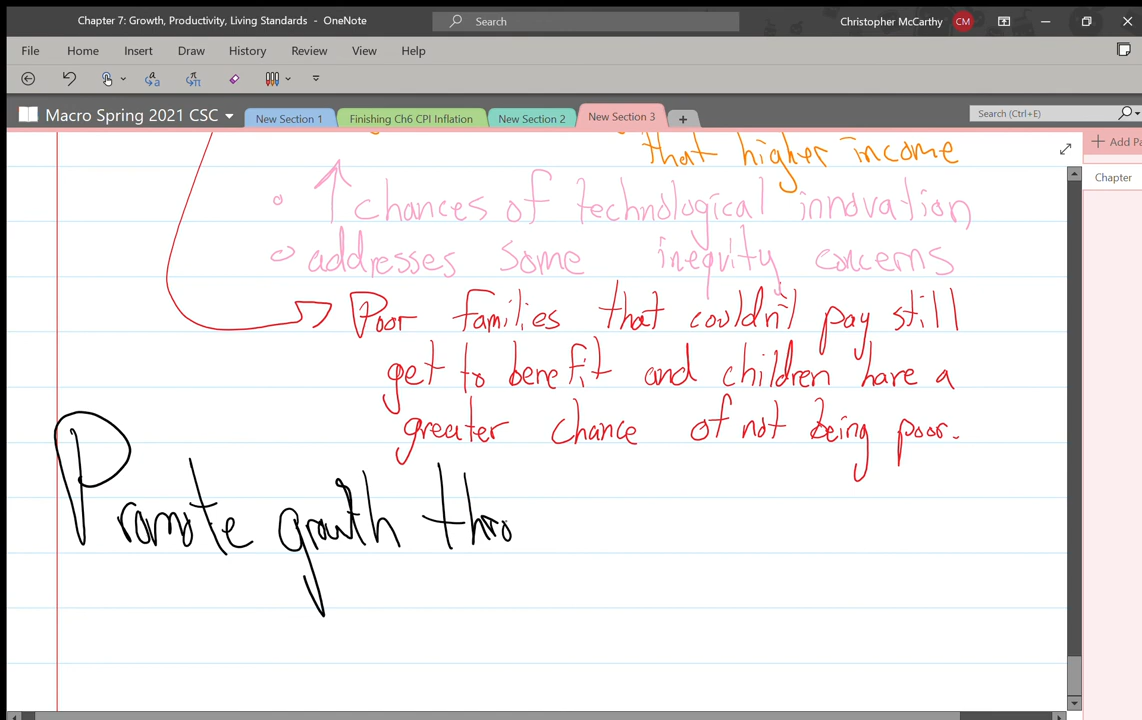 Chapter 7: Growth, Productivity, Living Standards - OneNote
Search
Christopher McCarthy
CM
File Home Insert Draw History Review View Help
Macro Spring 2021 CSC
New Section 1
Finishing Ch6 CPI Inflation
New Section 2
New Section 3
Search (Ctrl+E)
Add Pa
Chapter
that higher income
↑ chances of technological innovation
addresses some inequity concerns
Poor families that couldn't pay still
get to benefit and children have a
greater chance of not being poor.
Promote growth thro